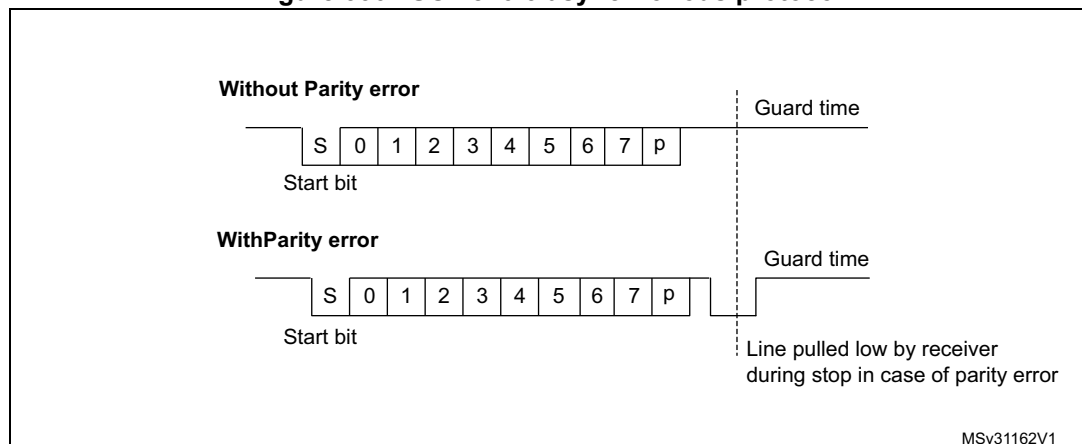 Without Parity error
Guard time
S 0 1 2 3 4 5 6 7 p
Start bit
WithParity error
Guard time
S 0 1 2 3 4 5 6 7 p
Start bit
Line pulled low by receiver
during stop in case of parity error
MSv31162V1